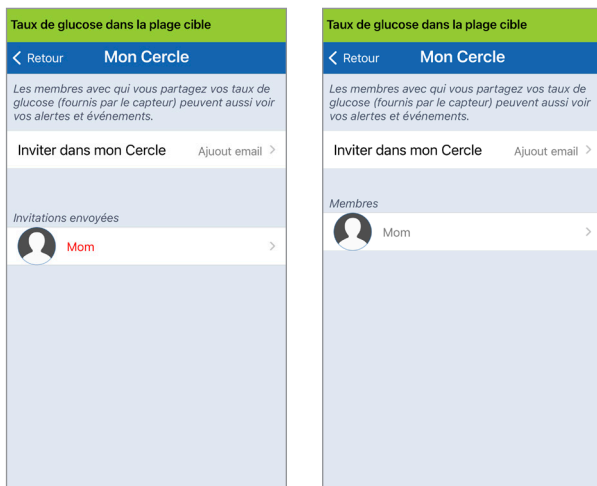 Taux de glucose dans la plage cible
Retour Mon Cercle
Les membres avec qui vous partagez vos taux de
glucose (fournis par le capteur) peuvent aussi voir
vos alertes et événements.
Inviter dans mon Cercle Ajuout email
Invitations envoyées
Mom
Taux de glucose dans la plage cible
Retour Mon Cercle
Les membres avec qui vous partagez vos taux de
glucose (fournis par le capteur) peuvent aussi voir
vos alertes et événements.
Inviter dans mon Cercle Ajuout email
Membres
Mom